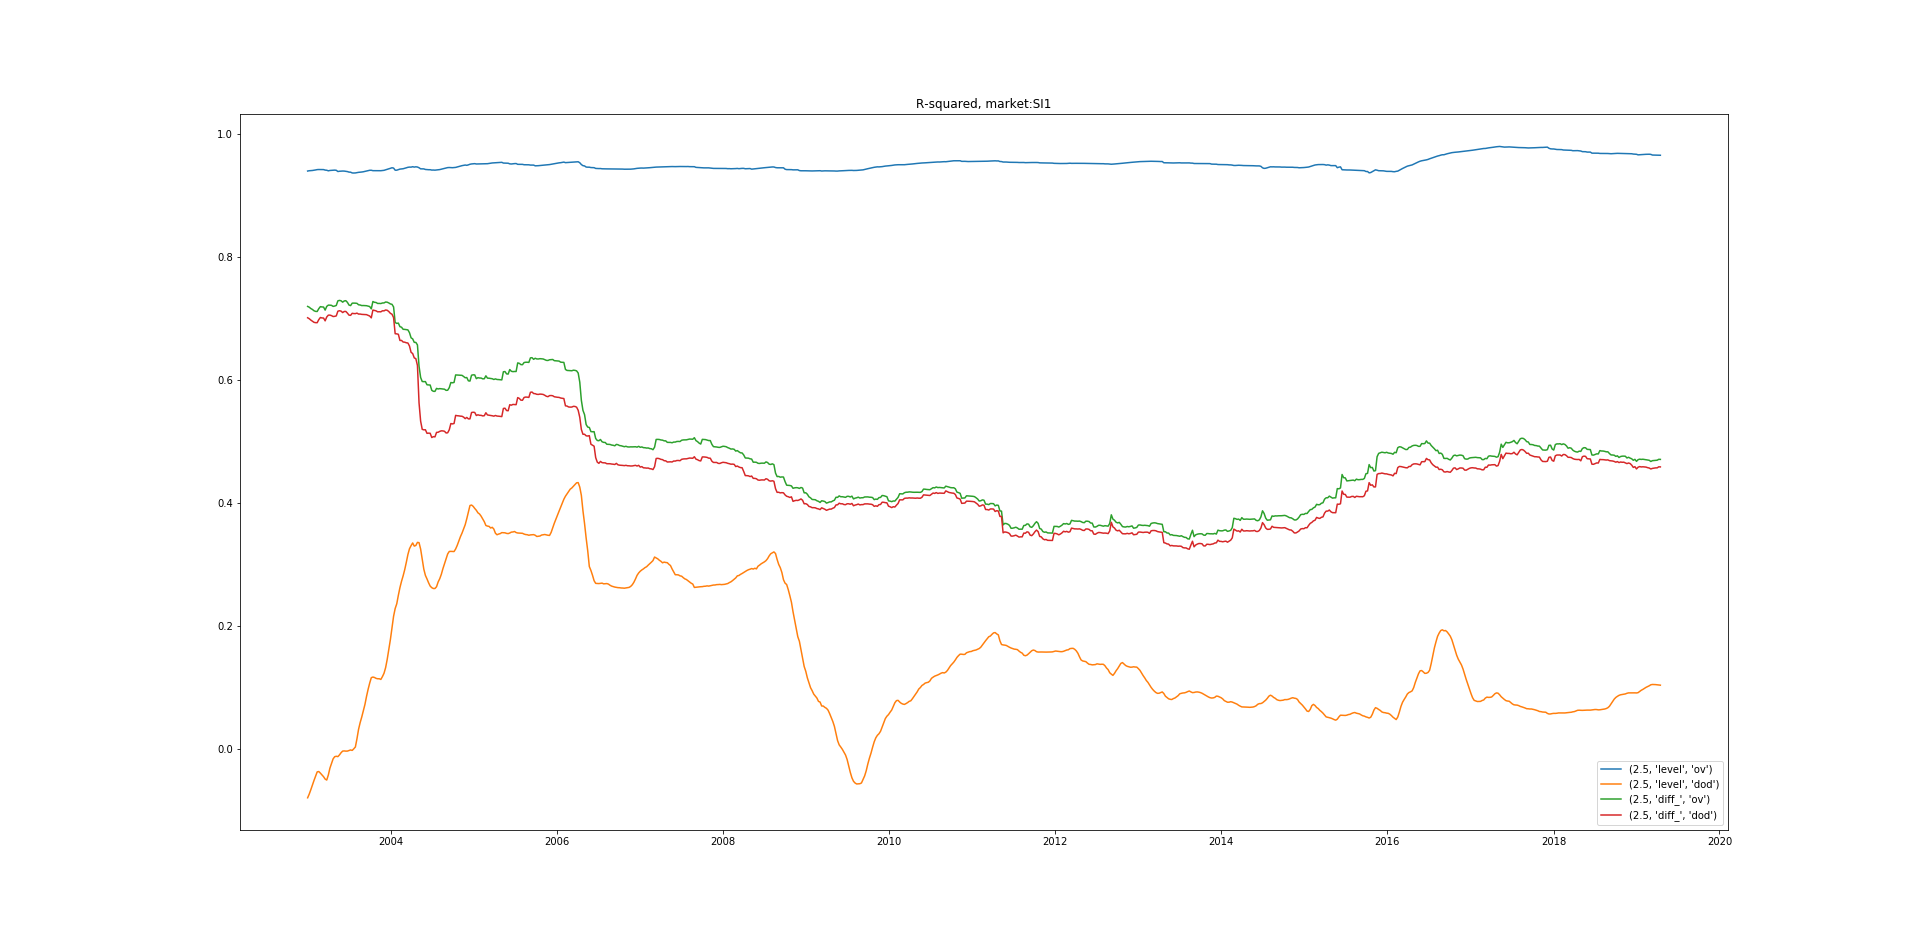 R-squared, market:SI1
1.0
0.8
0.6
0.4
0.2
0.0
2004 2006 2008 2010 2012 2014 2016 2018 2020
(2.5, 'level', 'ov')
(2.5, 'level', 'dod')
(2.5, 'diff_', 'ov')
(2.5, 'diff_', 'dod')